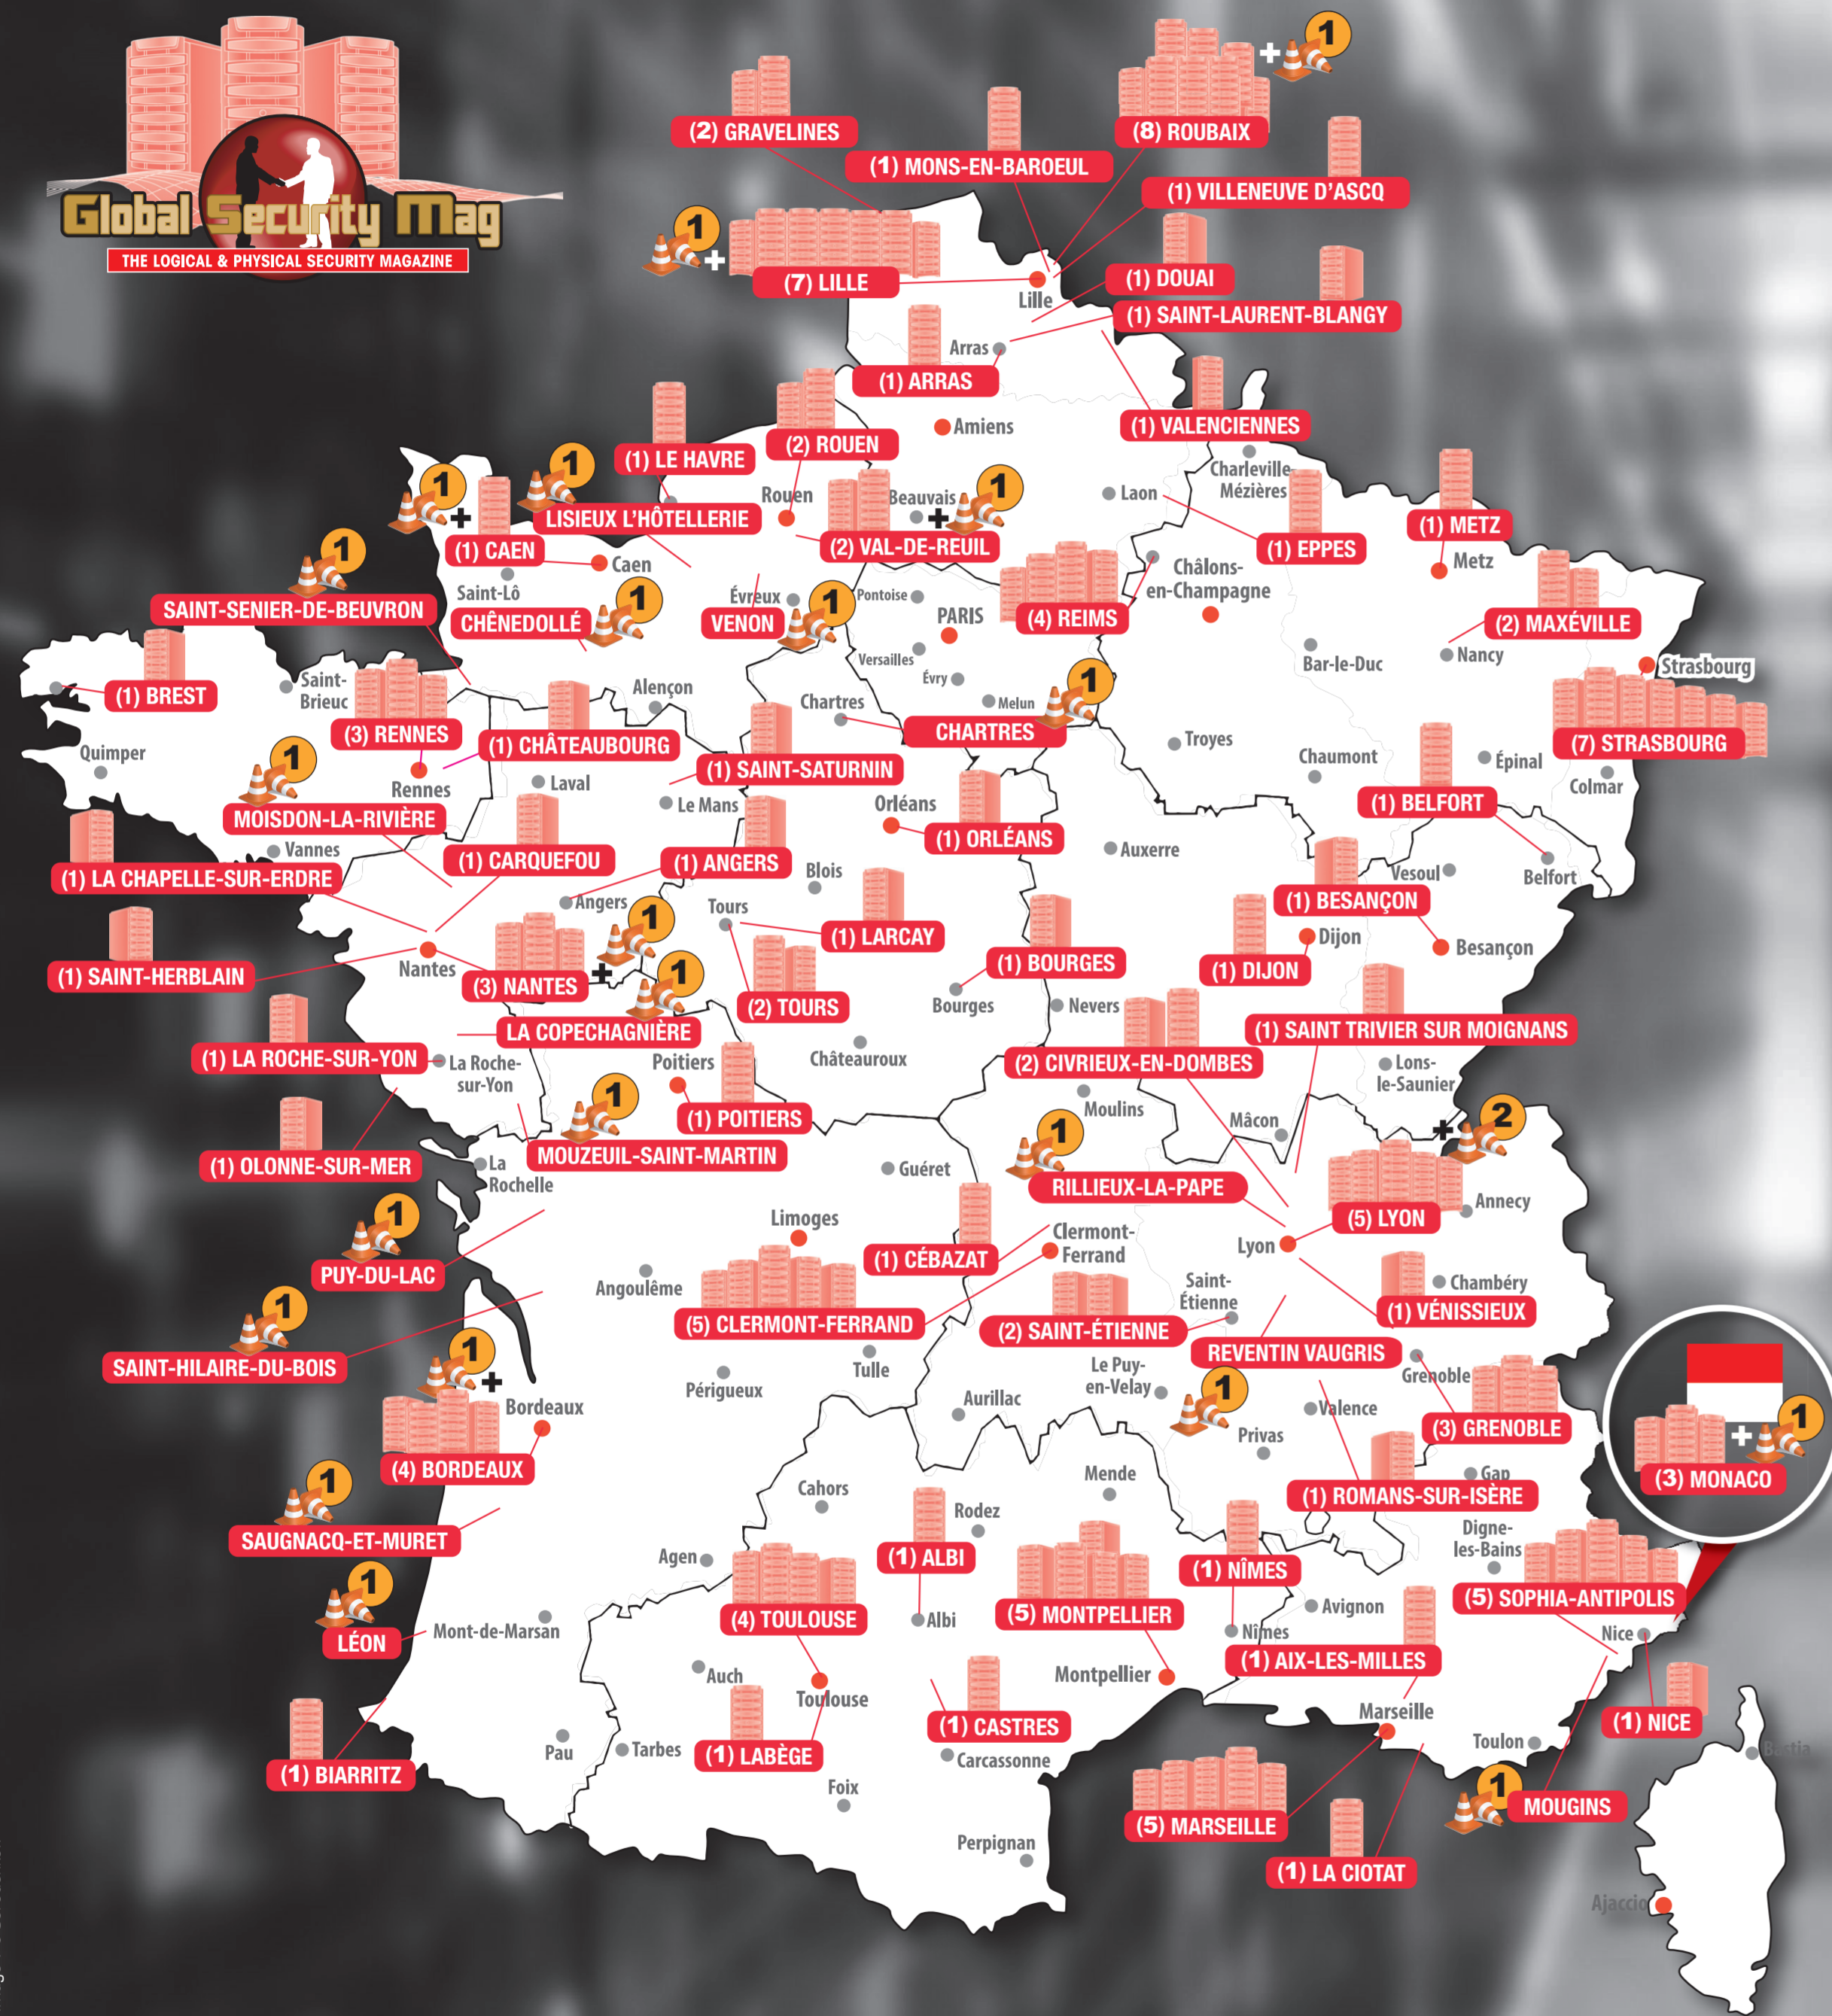 Global Security Mag
THE LOGICAL & PHYSICAL SECURITY MAGAZINE
1
+
(2) GRAVELINES
(8) ROUBAIX
(1) MONS-EN-BAROEUL
(1) VILLENEUVE D'ASCQ
1
+
(7) LILLE
Lille
(1) DOUAI
(1) SAINT-LAURENT-BLANGY
Arras
(1) ARRAS
(1) VALENCIENNES
Amiens
(2) ROUEN
(1) LE HAVRE
Rouen
Charleville-
Mézières
Laon
1
+
1
LISIEUX L'HÔTELLERIE
Beauvais
+
1
(1) METZ
Metz
(1) CAEN
Caen
(2) VAL-DE-REUIL
(1) EPPES
1
Saint-Lô
SAINT-SENIER-DE-BEUVRON
CHÊNEDOLLÉ
1
Évreux
VENON
1
Pontoise
PARIS
(4) REIMS
Châlons-
en-Champagne
(2) MAXÉVILLE
Nancy
Bar-le-Duc
Strasbourg
Versailles
Évry
Melun
1
(1) BREST
Saint-
Brieuc
Alençon
Chartres
CHARTRES
(3) RENNES
(1) CHÂTEAUBOURG
(7) STRASBOURG
Troyes
Quimper
1
Rennes
Laval
(1) SAINT-SATURNIN
Le Mans
Chaumont
Épinal
Colmar
MOISDON-LA-RIVIÈRE
Orléans
(1) ORLÉANS
(1) BELFORT
Vannes
(1) CARQUEFOU
(1) ANGERS
Auxerre
(1) LA CHAPELLE-SUR-ERDRE
Blois
Vesoul
Belfort
Angers
1
Tours
(1) LARCAY
(1) BESANÇON
Besançon
Dijon
(1) DIJON
(1) SAINT-HERBLAIN
Nantes
(3) NANTES
+
1
(2) TOURS
(1) BOURGES
Bourges
Nevers
LA COPECHAGNIÈRE
(1) SAINT TRIVIER SUR MOIGNANS
(1) LA ROCHE-SUR-YON
La Roche-
sur-Yon
Poitiers
Châteauroux
(2) CIVRIEUX-EN-DOMBES
Lons-
le-Saunier
(1) POITIERS
1
Moulins
Mâcon
+
2
(1) OLONNE-SUR-MER
MOUZEUIL-SAINT-MARTIN
1
La
Rochelle
Guéret
RILLIEUX-LA-PAPE
Annecy
1
Limoges
(5) LYON
Lyon
PUY-DU-LAC
(1) CÉBAZAT
Clermont-
Ferrand
Angoulême
Saint-
Étienne
Chambéry
(1) VÉNISSIEUX
1
(5) CLERMONT-FERRAND
(2) SAINT-ÉTIENNE
SAINT-HILAIRE-DU-BOIS
1
+
Tulle
Périgueux
Le Puy-
en-Velay
REVENTIN VAUGRIS
1
Grenoble
Bordeaux
Aurillac
Valence
(3) GRENOBLE
+
1
(3) MONACO
(4) BORDEAUX
Privas
1
Cahors
Mende
Gap
(1) ROMANS-SUR-ISÈRE
SAUGNACQ-ET-MURET
Rodez
Digne-
les-Bains
Agen
(1) ALBI
(1) NÎMES
1
(4) TOULOUSE
Albi
(5) MONTPELLIER
Avignon
(5) SOPHIA-ANTIPOLIS
LÉON
Mont-de-Marsan
Nîmes
Nice
(1) AIX-LES-MILLES
Auch
Toulouse
Montpellier
Marseille
(1) NICE
(1) CASTRES
Pau
Tarbes
(1) LABÈGE
Carcassonne
Toulon
Bastia
(1) BIARRITZ
Foix
1
MOUGINS
(5) MARSEILLE
Perpignan
(1) LA CIOTAT
Ajaccio